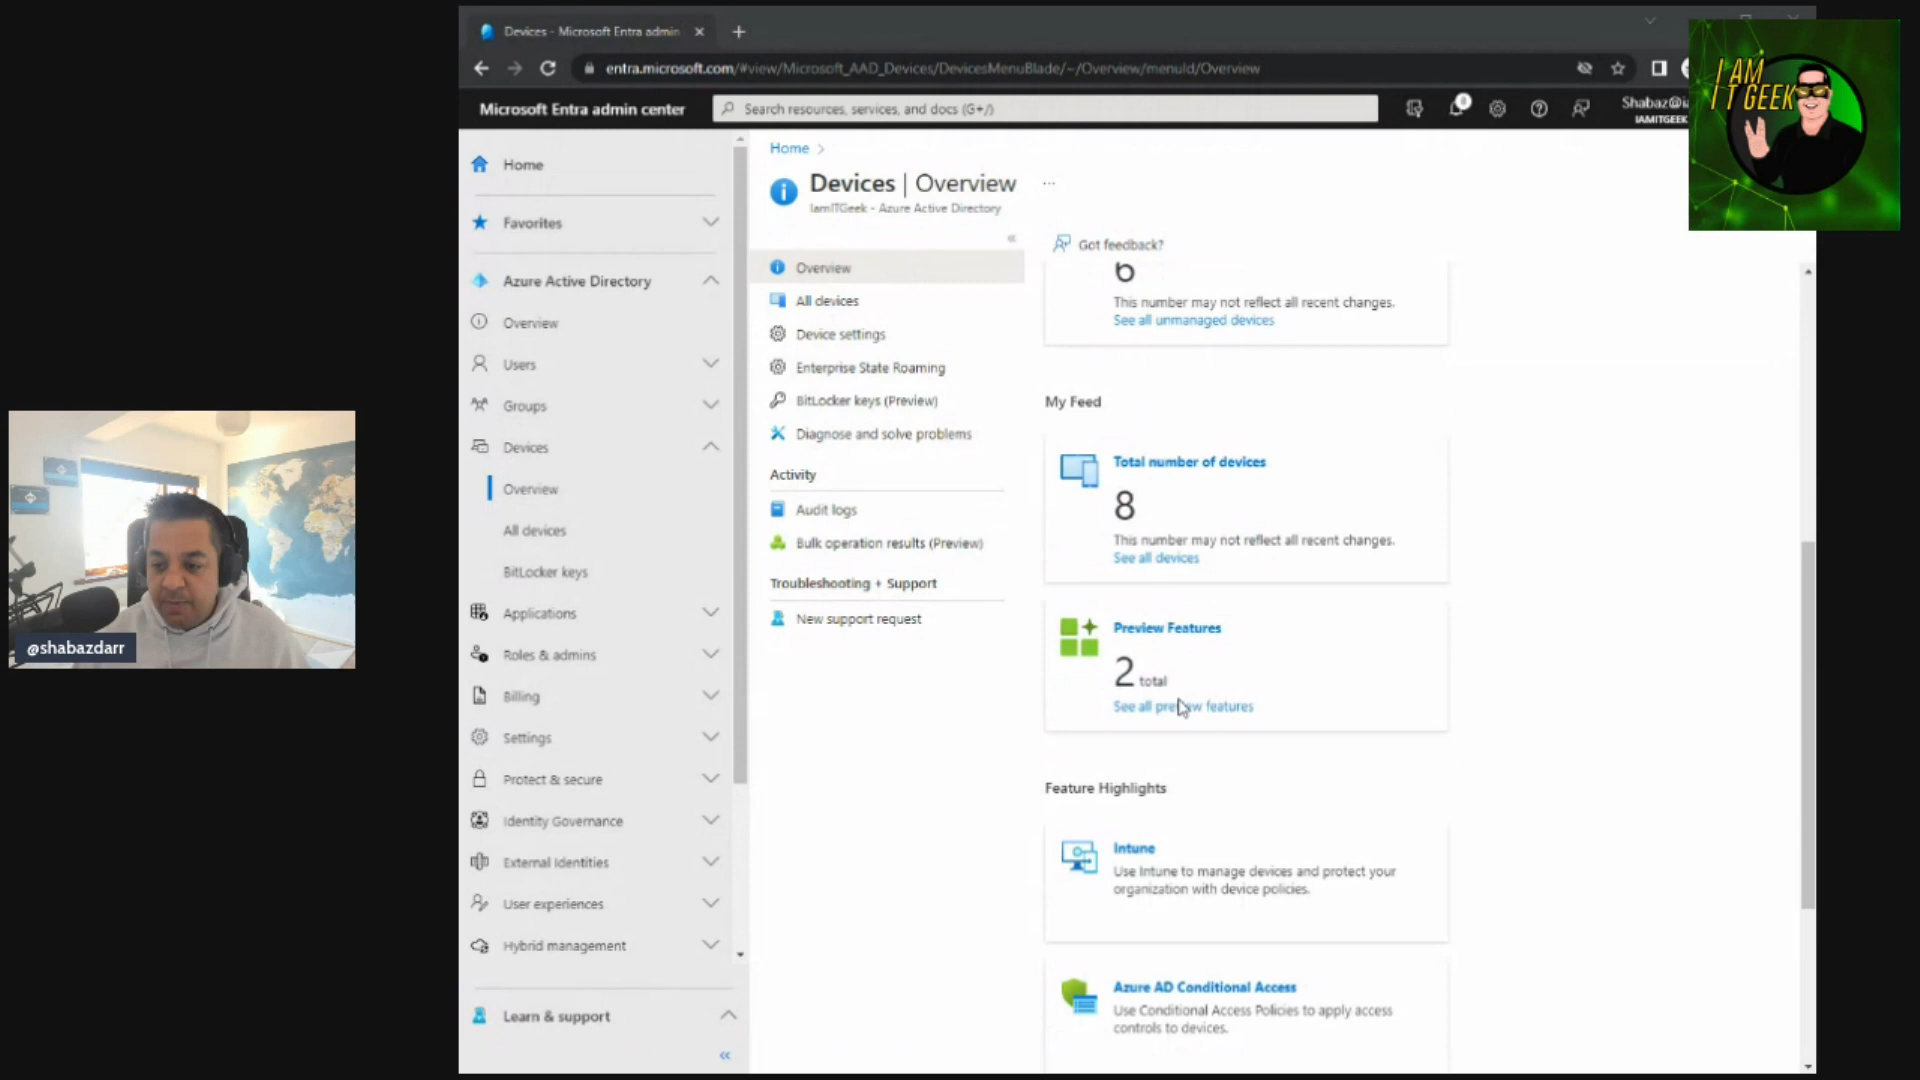 Devices - Microsoft Entra admin
entra.microsoft.com/#view/Microsoft_AAD_Devices/DevicesMenuBlade/~/Overview/menuId/Overview
Microsoft Entra admin center
Search resources, services, and docs (G+/)
Shabaz@ia
IAMITGEEK
I AM
I T GEEK
Home
Favorites
Azure Active Directory
Overview
Users
Groups
Devices
Overview
All devices
BitLocker keys
Applications
Roles & admins
Billing
Settings
Protect & secure
Identity Governance
External Identities
User experiences
Hybrid management
Learn & support
Home
Devices | Overview
IamITGeek - Azure Active Directory
Overview
All devices
Device settings
Enterprise State Roaming
BitLocker keys (Preview)
Diagnose and solve problems
Activity
Audit logs
Bulk operation results (Preview)
Troubleshooting + Support
New support request
Got feedback?
6
This number may not reflect all recent changes.
See all unmanaged devices
My Feed
Total number of devices
8
This number may not reflect all recent changes.
See all devices
Preview Features
2 total
See all preview features
Feature Highlights
Intune
Use Intune to manage devices and protect your
organization with device policies.
Azure AD Conditional Access
Use Conditional Access Policies to apply access
controls to devices.
@shabazdarr